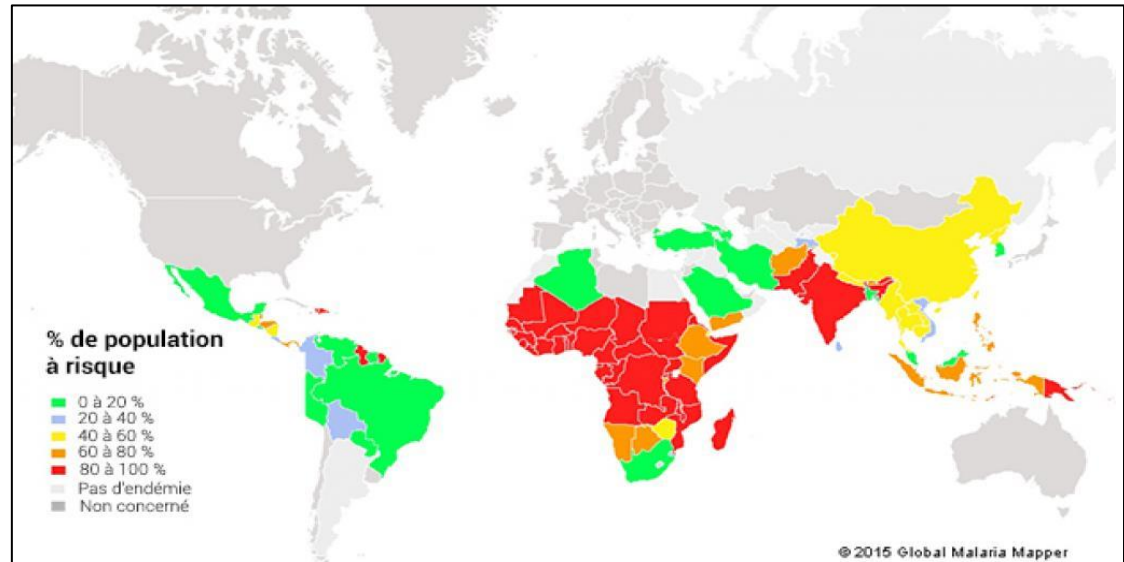 % de population
à risque
0 à 20 %
20 à 40 %
40 à 60 %
60 à 80 %
80 à 100 %
Pas d'endémie
Non concerné
© 2015 Global Malaria Mapper